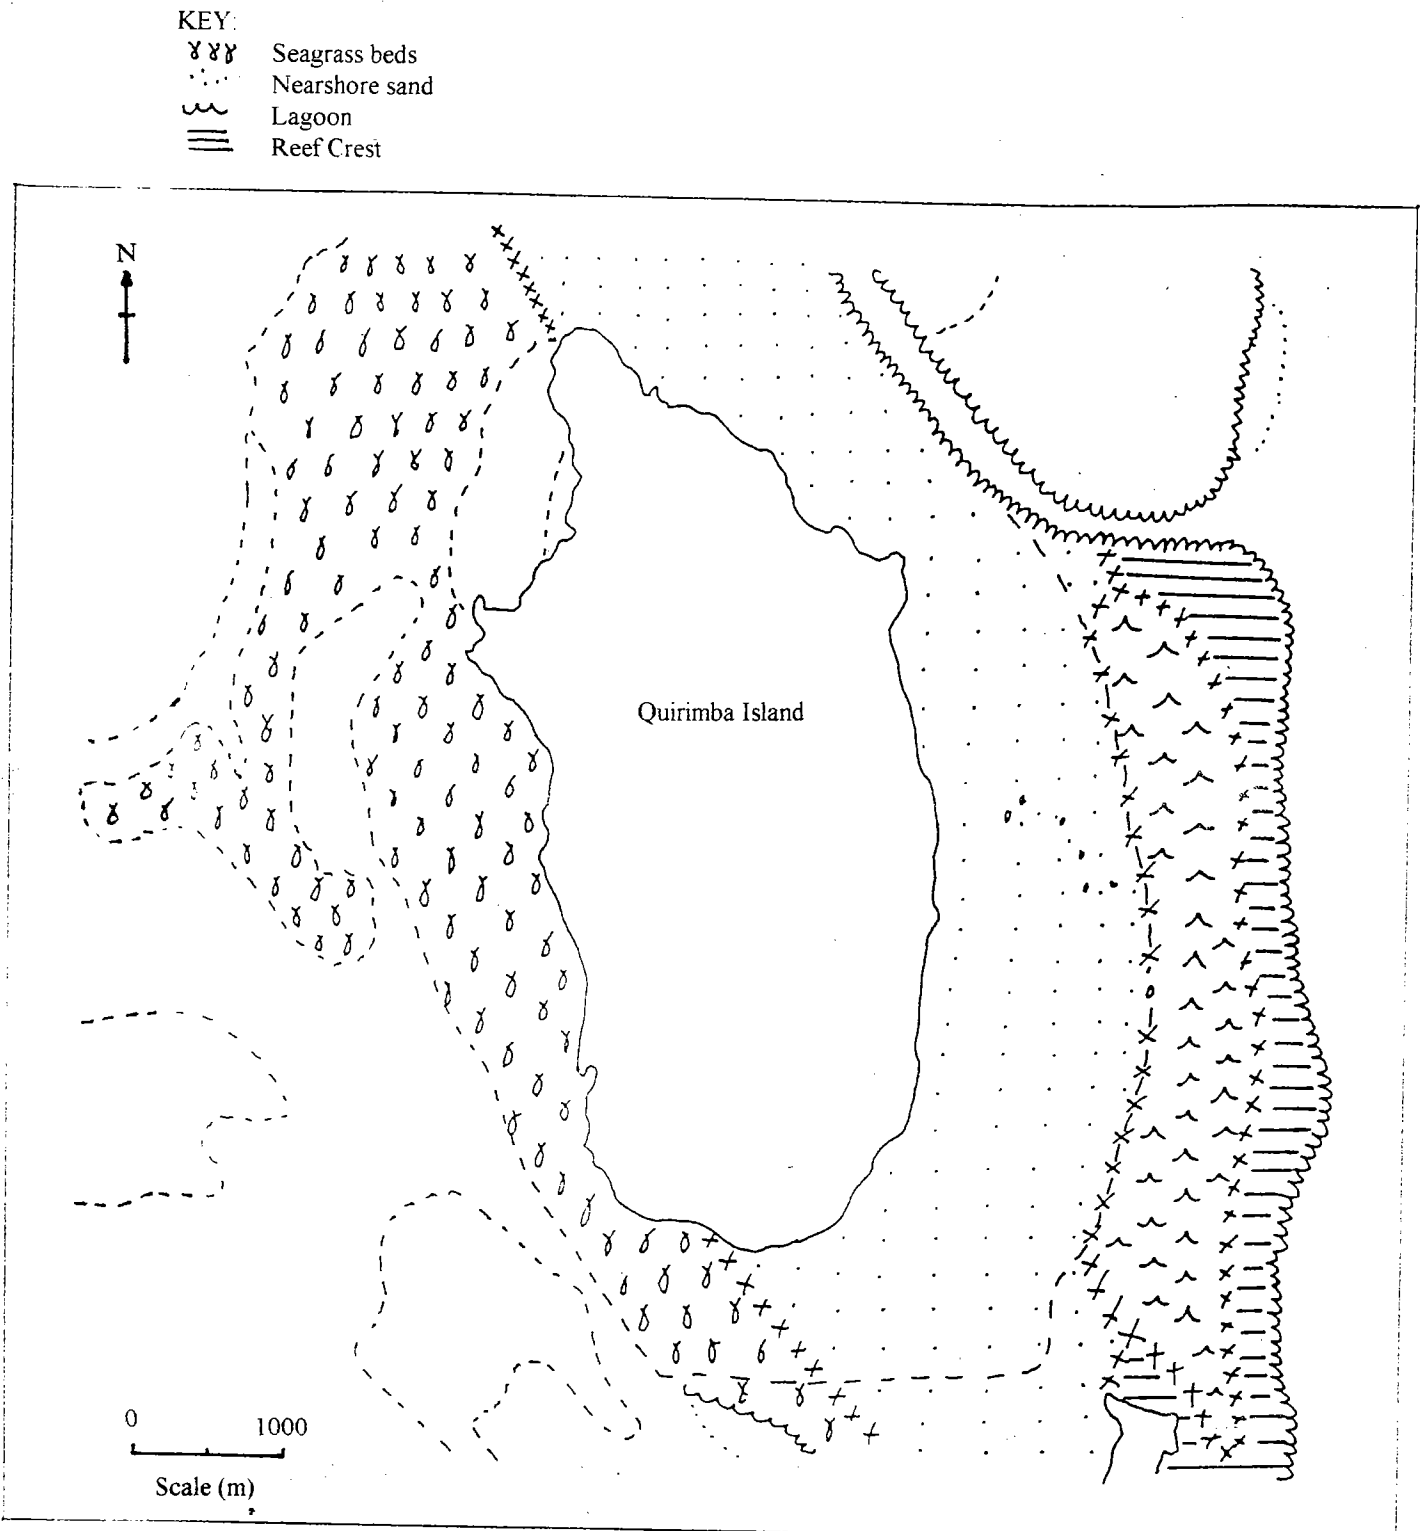 KEY:
Seagrass beds
Nearshore sand
Lagoon
Reef Crest
N
Quirimba Island
0 1000
Scale (m)